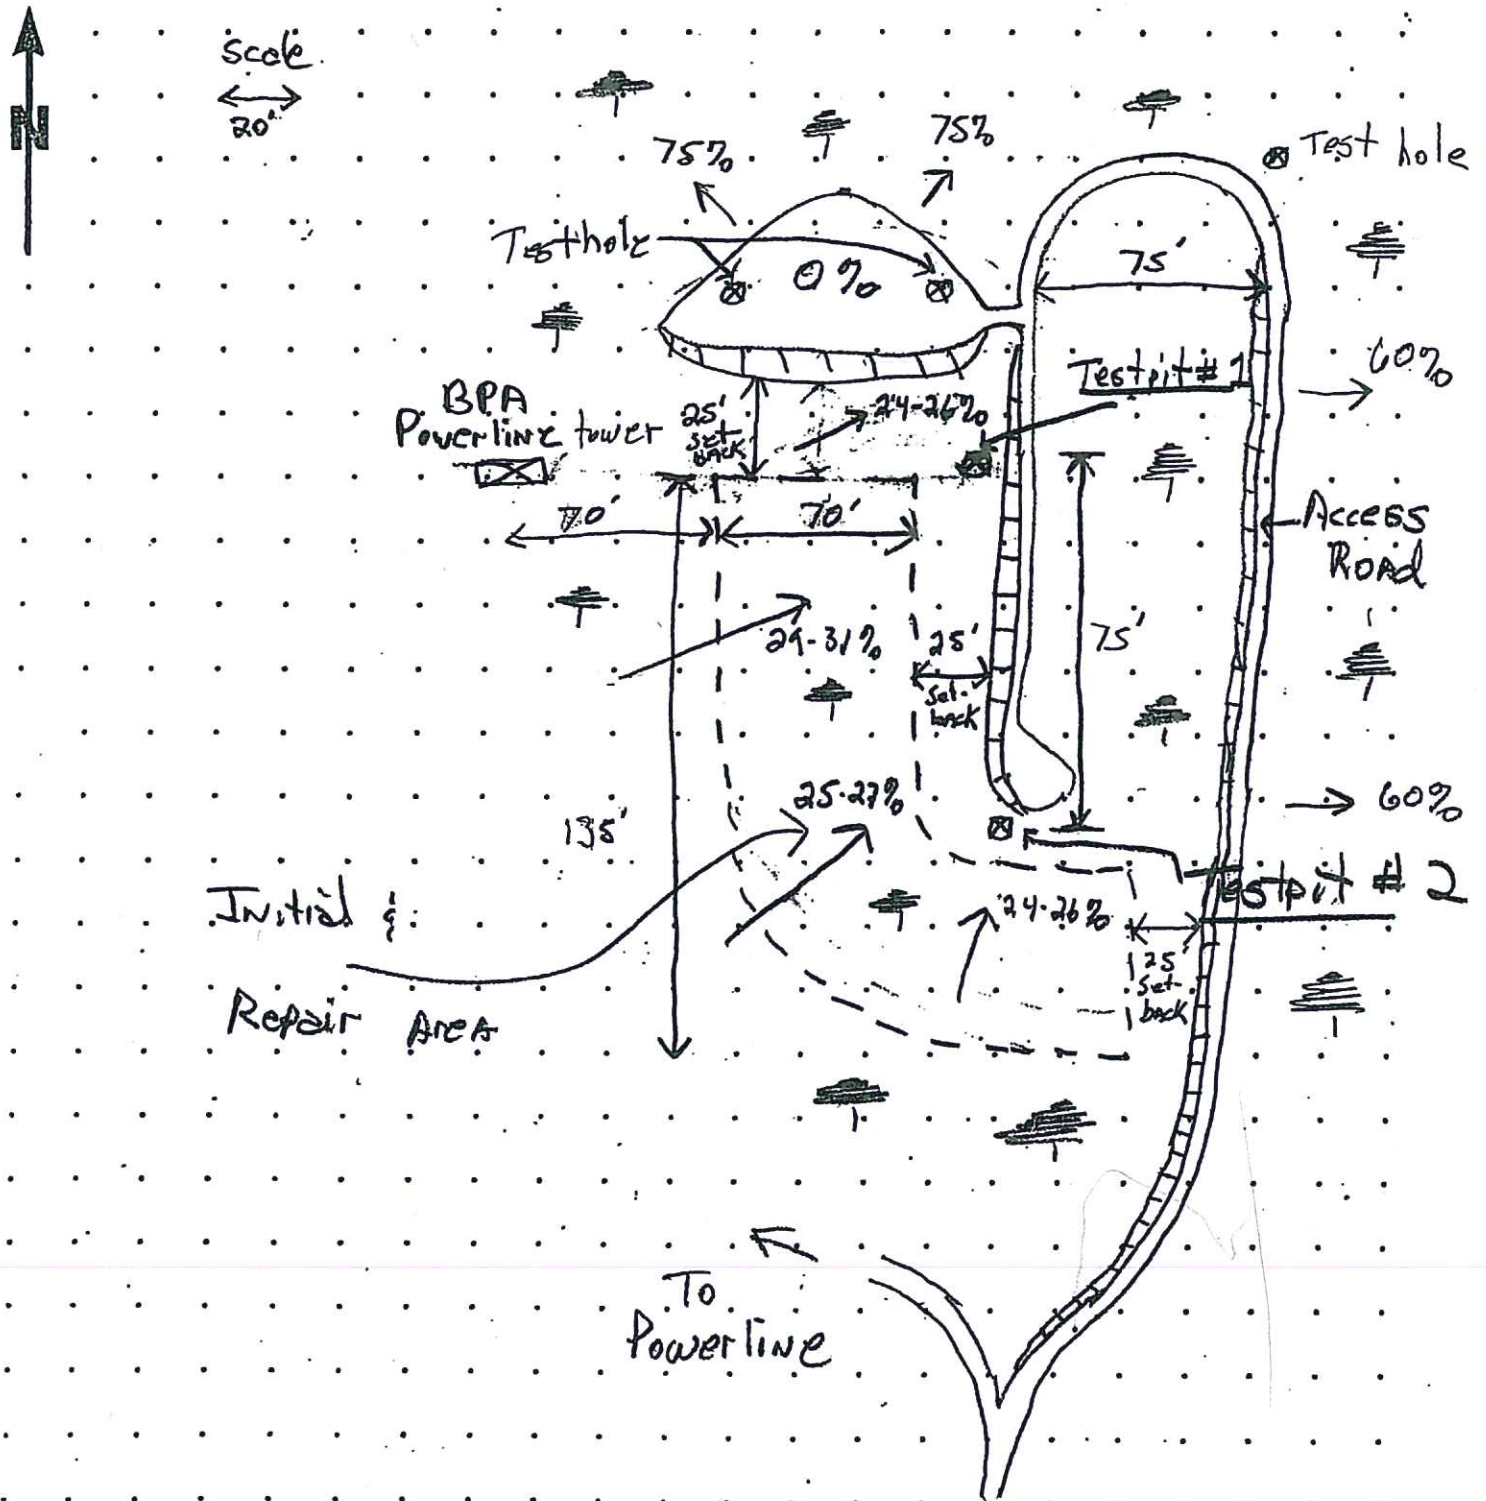 N
scale
20'
75%
75%
Test hole
Testhole
0%
75'
60%
Testpit #1
BPA
Powerline tower
25'
set
BACK
24-26%
70'
70'
Access
Road
29-31%
25'
Set-
back
75'
135'
25-27%
60%
Testpit # 2
Initial &
Repair Area
24-26%
25'
Set-
back
To
Powerline